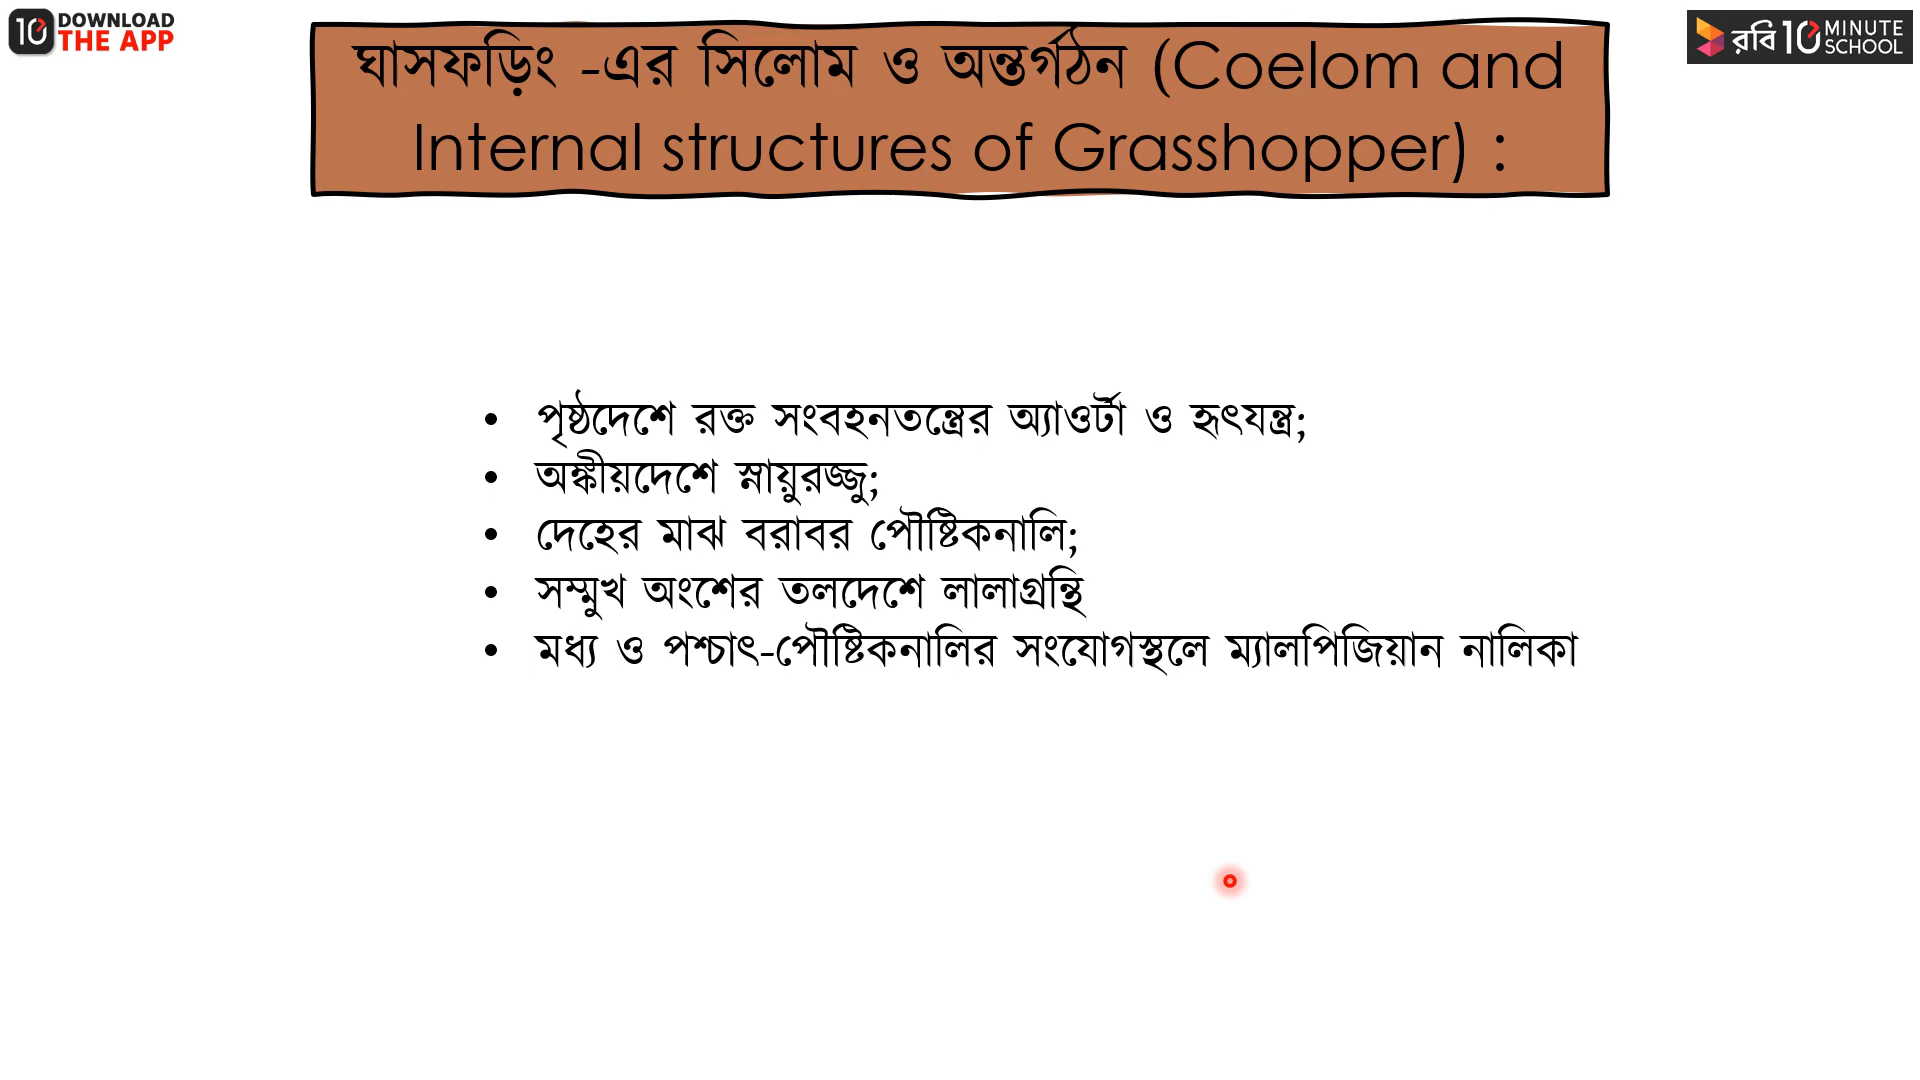 10 DOWNLOAD
THE APP
ঘাসফড়িং -এর সিলোম ও অন্তর্গঠন (Coelom and
Internal structures of Grasshopper) :
রবি 10 MINUTE
SCHOOL
• পৃষ্ঠদেশে রক্ত সংবহনতন্ত্রের অ্যাওর্টা ও হৃৎযন্ত্র;
• অঙ্কীয়দেশে স্নায়ুরজ্জু;
• দেহের মাঝ বরাবর পৌষ্টিকনালি;
• সম্মুখ অংশের তলদেশে লালাগ্রন্থি
• মধ্য ও পশ্চাৎ-পৌষ্টিকনালির সংযোগস্থলে ম্যালপিজিয়ান নালিকা